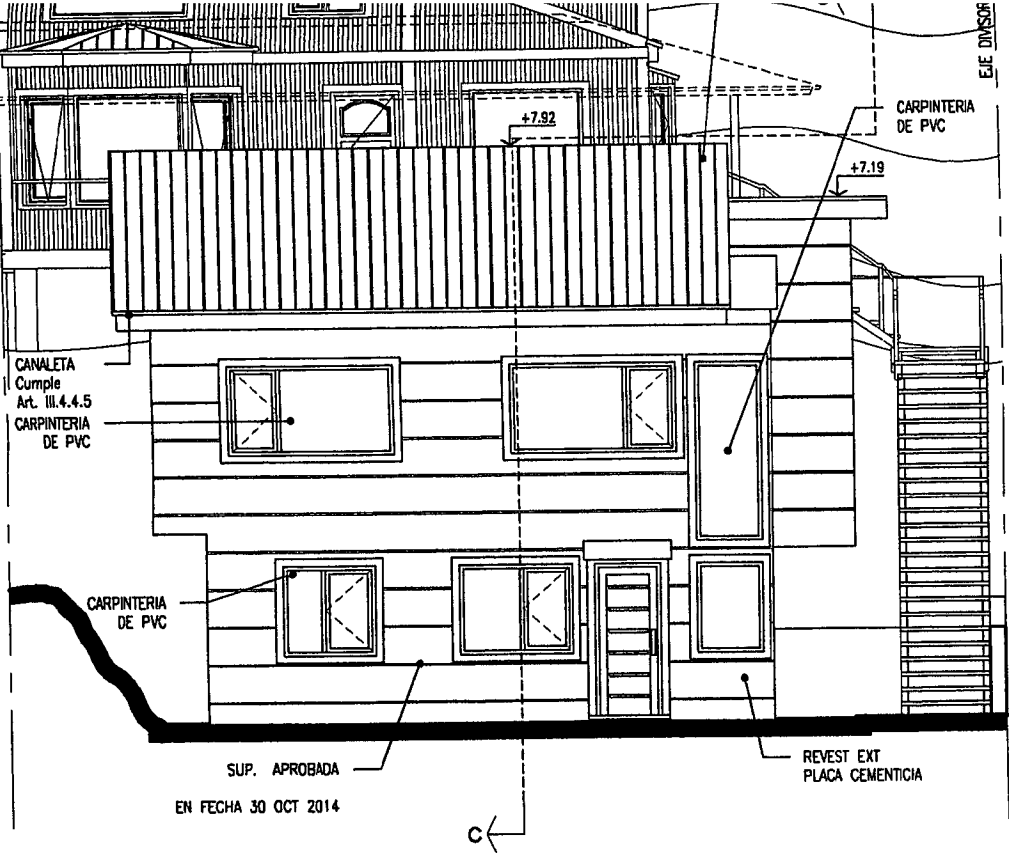 EJE DIVISOR
CARPINTERIA
DE PVC
+7.92
+7.19
CANALETA
Cumple
Art. III.4.4.5
CARPINTERIA
DE PVC
CARPINTERIA
DE PVC
SUP. APROBADA
EN FECHA 30 OCT 2014
REVEST EXT
PLACA CEMENTICIA
C